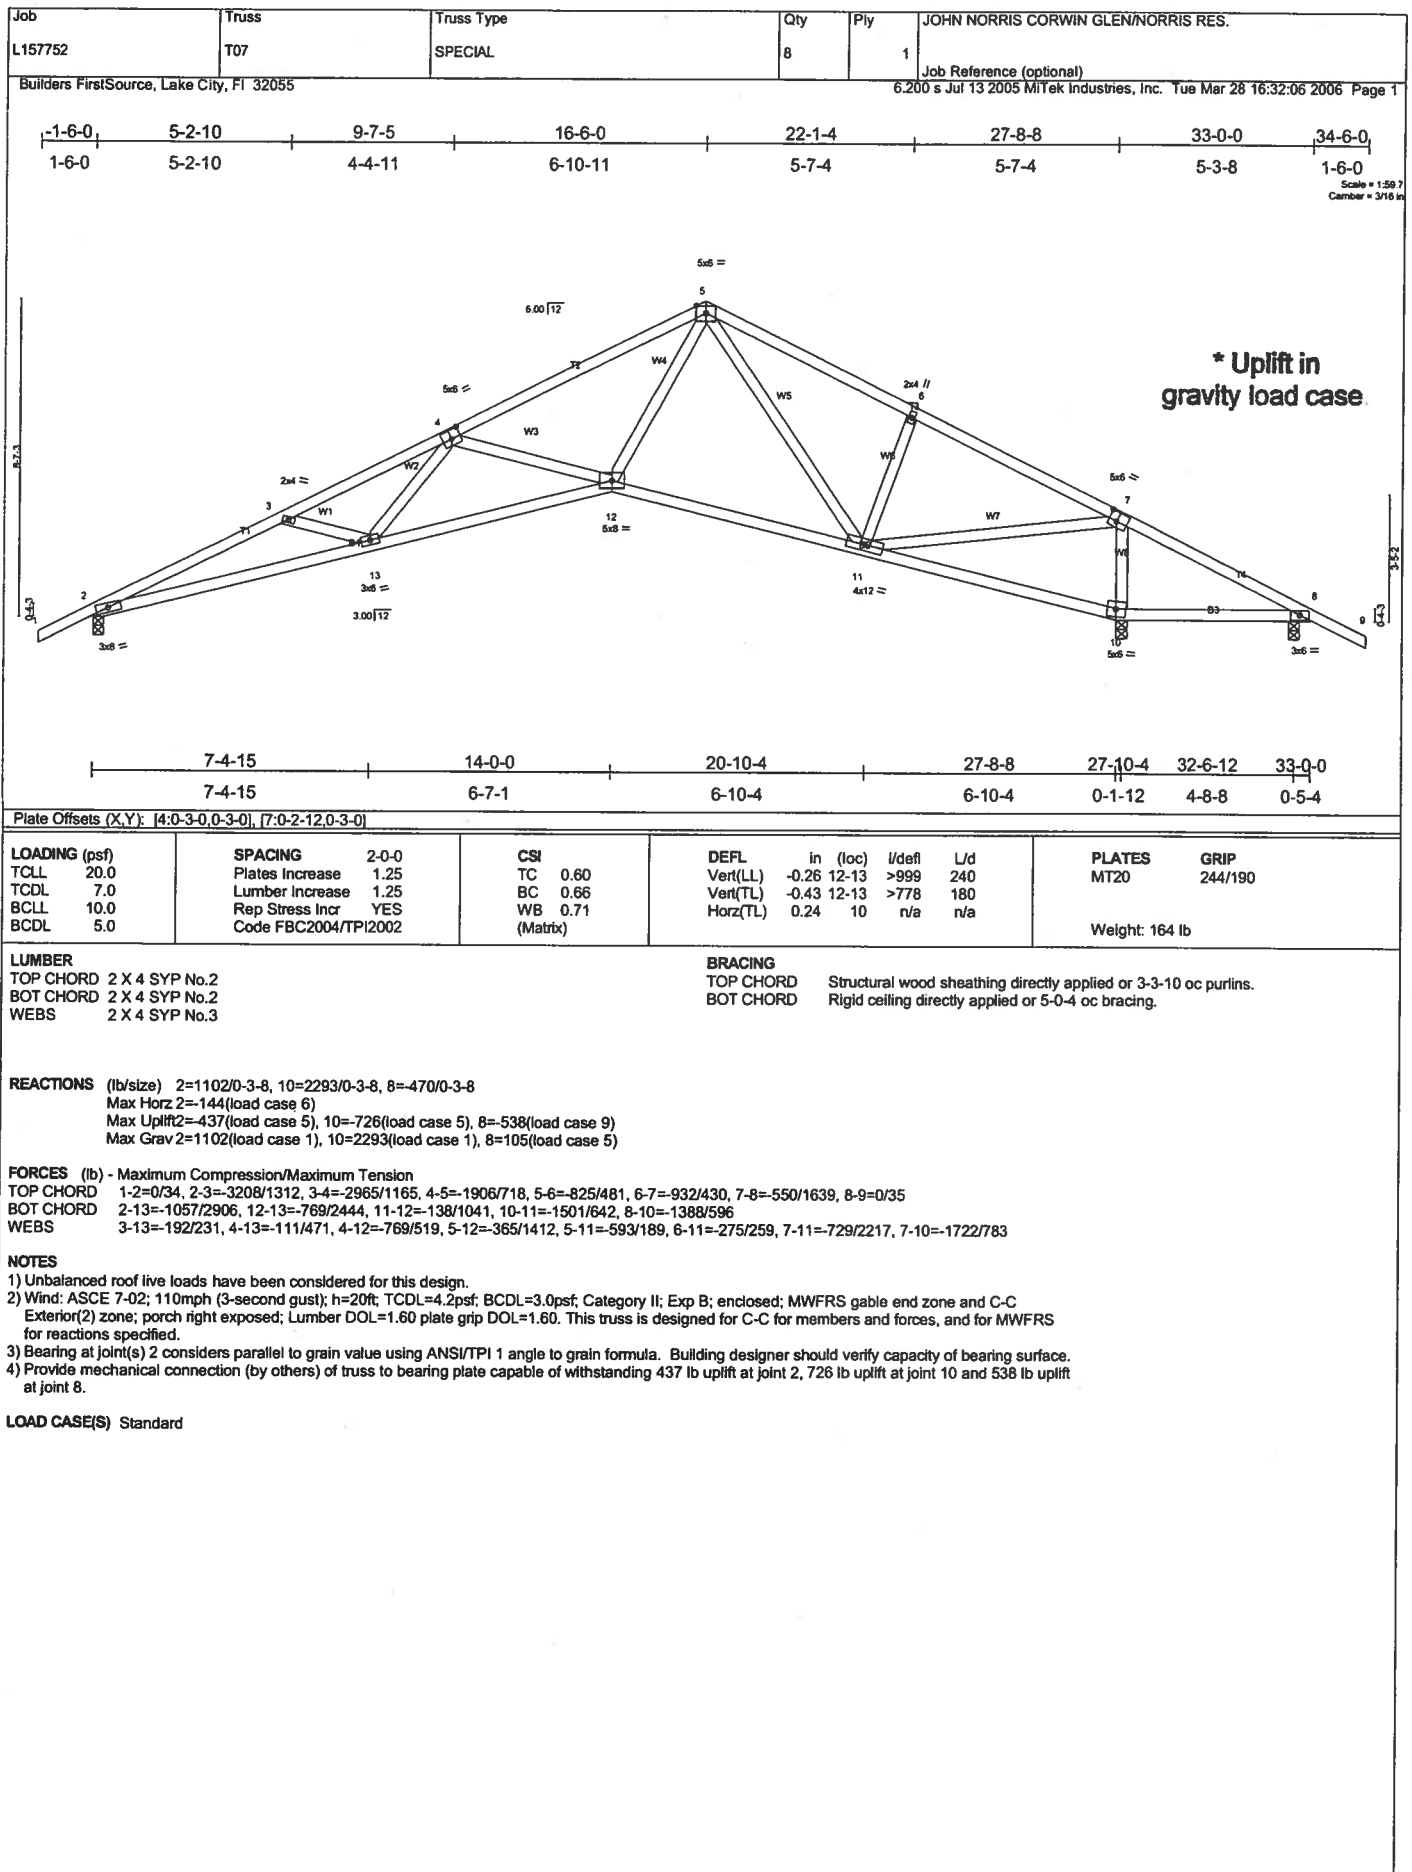 Job Truss Truss Type Qty Ply JOHN NORRIS CORWIN GLEN/NORRIS RES.
L157752 T07 SPECIAL 8 1
Job Reference (optional)
Builders FirstSource, Lake City, Fl 32055 6.200 s Jul 13 2005 MiTek Industries, Inc. Tue Mar 28 16:32:06 2006 Page 1
-1-6-0 5-2-10 9-7-5 16-6-0 22-1-4 27-8-8 33-0-0 34-6-0
1-6-0 5-2-10 4-4-11 6-10-11 5-7-4 5-7-4 5-3-8 1-6-0
Scale = 1:59.7
Camber = 3/16 in
5x6 =
5
6.00 12
* Uplift in
gravity load case
T2 W4
5x6 =
2x4 //
6
T3
4 W3 W5
W2 W6
8-7-3
2x4 =
3 W1
T1
5x6 =
7
W7
12
5x8 =
W8
3-5-2
13
3x6 =
11
4x12 =
T4
2 8
0-4-3 3.00 12 B3 9 0-4-3
3x8 =
10
5x6 =
3x6 =
7-4-15 14-0-0 20-10-4 27-8-8 27-10-4 32-6-12 33-0-0
7-4-15 6-7-1 6-10-4 6-10-4 0-1-12 4-8-8 0-5-4
Plate Offsets (X,Y): [4:0-3-0,0-3-0], [7:0-2-12,0-3-0]
LOADING (psf) SPACING 2-0-0 CSI DEFL in (loc) l/defl L/d PLATES GRIP
TCLL 20.0 Plates Increase 1.25 TC 0.60 Vert(LL) -0.26 12-13 >999 240 MT20 244/190
TCDL 7.0 Lumber Increase 1.25 BC 0.66 Vert(TL) -0.43 12-13 >778 180
BCLL 10.0 Rep Stress Incr YES WB 0.71 Horz(TL) 0.24 10 n/a n/a
BCDL 5.0 Code FBC2004/TPI2002 (Matrix) Weight: 164 lb
LUMBER
TOP CHORD 2 X 4 SYP No.2
BOT CHORD 2 X 4 SYP No.2
WEBS 2 X 4 SYP No.3
BRACING
TOP CHORD Structural wood sheathing directly applied or 3-3-10 oc purlins.
BOT CHORD Rigid ceiling directly applied or 5-0-4 oc bracing.
REACTIONS (lb/size) 2=1102/0-3-8, 10=2293/0-3-8, 8=-470/0-3-8
Max Horz 2=-144(load case 6)
Max Uplift2=-437(load case 5), 10=-726(load case 5), 8=-538(load case 9)
Max Grav 2=1102(load case 1), 10=2293(load case 1), 8=105(load case 5)
FORCES (lb) - Maximum Compression/Maximum Tension
TOP CHORD 1-2=0/34, 2-3=-3208/1312, 3-4=-2965/1165, 4-5=-1906/718, 5-6=-825/481, 6-7=-932/430, 7-8=-550/1639, 8-9=0/35
BOT CHORD 2-13=-1057/2906, 12-13=-769/2444, 11-12=-138/1041, 10-11=-1501/642, 8-10=-1388/596
WEBS 3-13=-192/231, 4-13=-111/471, 4-12=-769/519, 5-12=-365/1412, 5-11=-593/189, 6-11=-275/259, 7-11=-729/2217, 7-10=-1722/783
NOTES
1) Unbalanced roof live loads have been considered for this design.
2) Wind: ASCE 7-02; 110mph (3-second gust); h=20ft; TCDL=4.2psf; BCDL=3.0psf; Category II; Exp B; enclosed; MWFRS gable end zone and C-C
Exterior(2) zone; porch right exposed; Lumber DOL=1.60 plate grip DOL=1.60. This truss is designed for C-C for members and forces, and for MWFRS
for reactions specified.
3) Bearing at joint(s) 2 considers parallel to grain value using ANSI/TPI 1 angle to grain formula. Building designer should verify capacity of bearing surface.
4) Provide mechanical connection (by others) of truss to bearing plate capable of withstanding 437 lb uplift at joint 2, 726 lb uplift at joint 10 and 538 lb uplift
at joint 8.
LOAD CASE(S) Standard